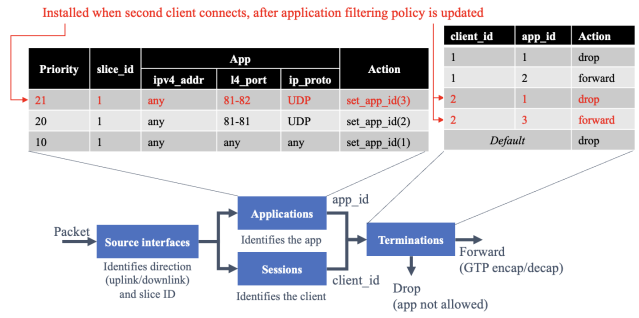 Installed when second client connects, after application filtering policy is updated
Priority slice_id App Action
ipv4_addr l4_port ip_proto
21 1 any 81-82 UDP set_app_id(3)
20 1 any 81-81 UDP set_app_id(2)
10 1 any any any set_app_id(1)
client_id app_id Action
1 1 drop
1 2 forward
2 1 drop
2 3 forward
Default drop
Packet
Source interfaces
Identifies direction
(uplink/downlink)
and slice ID
Applications
Identifies the app
app_id
Sessions
Identifies the client
client_id
Terminations
Forward
(GTP encap/decap)
Drop
(app not allowed)